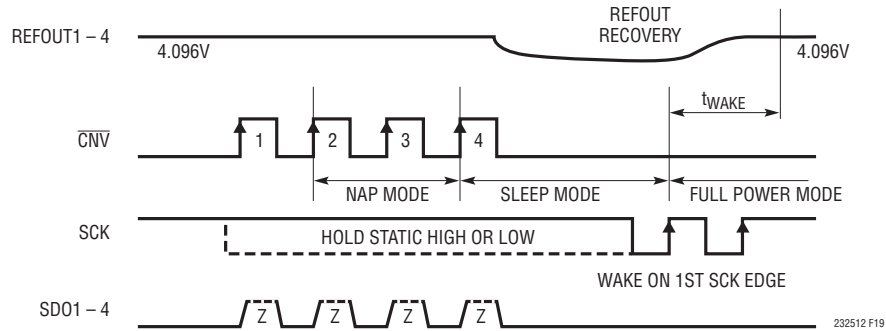 REFOUT
RECOVERY
REFOUT1 – 4
4.096V
4.096V
tWAKE
CNV
1
2
3
4
NAP MODE
SLEEP MODE
FULL POWER MODE
SCK
HOLD STATIC HIGH OR LOW
WAKE ON 1ST SCK EDGE
SDO1 – 4
Z
Z
Z
Z
232512 F19